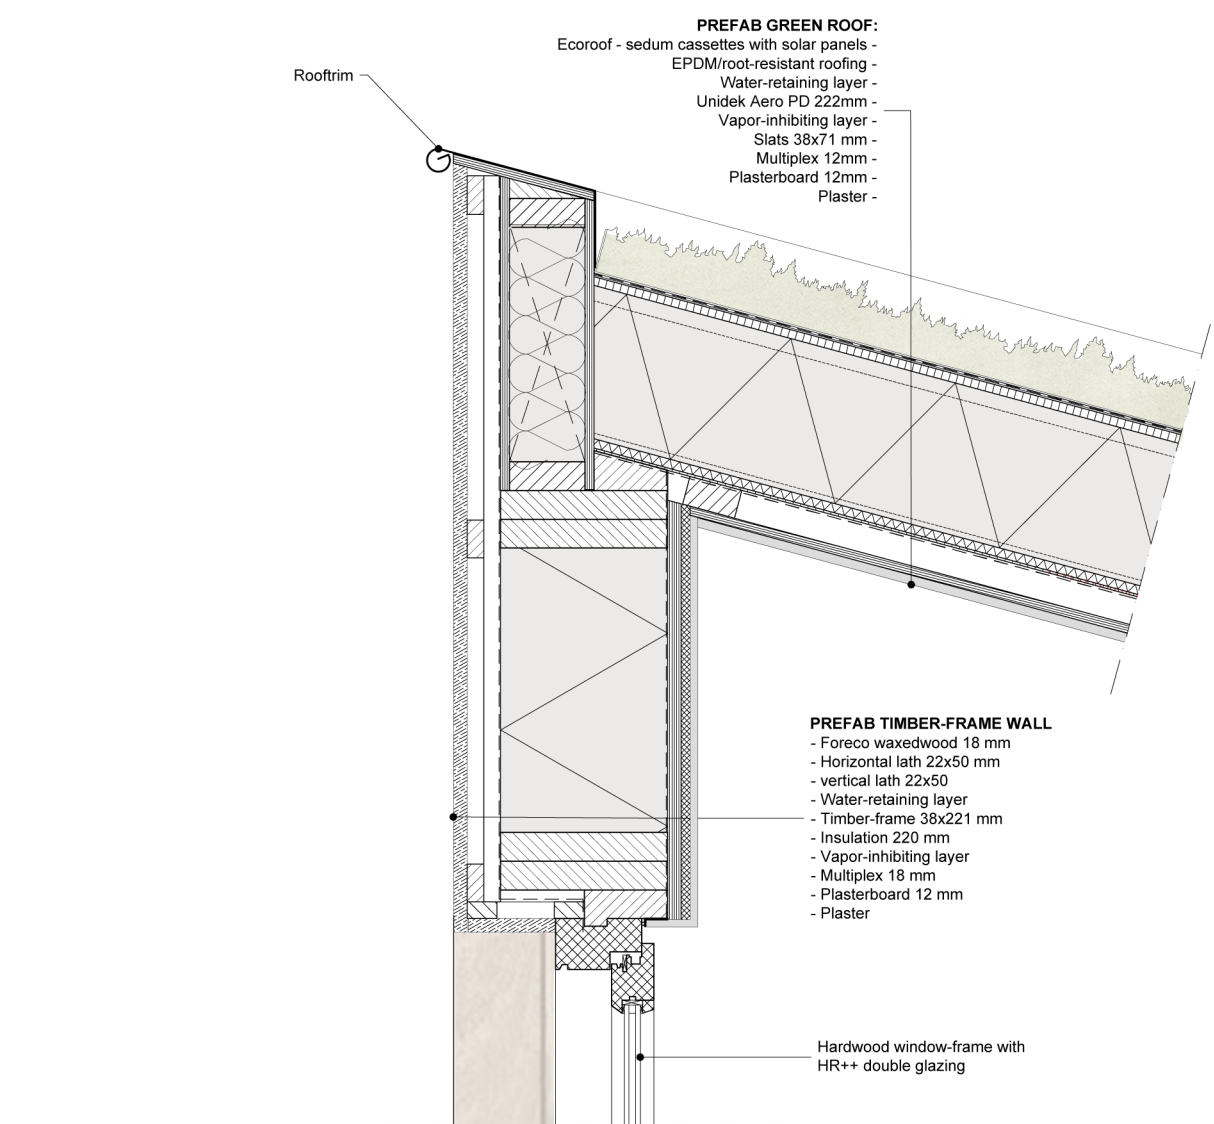 PREFAB GREEN ROOF:
Ecoroof - sedum cassettes with solar panels -
EPDM/root-resistant roofing -
Water-retaining layer -
Unidek Aero PD 222mm -
Vapor-inhibiting layer -
Slats 38x71 mm -
Multiplex 12mm -
Plasterboard 12mm -
Plaster -
Rooftrim
PREFAB TIMBER-FRAME WALL
- Foreco waxedwood 18 mm
- Horizontal lath 22x50 mm
- vertical lath 22x50
- Water-retaining layer
- Timber-frame 38x221 mm
- Insulation 220 mm
- Vapor-inhibiting layer
- Multiplex 18 mm
- Plasterboard 12 mm
- Plaster
Hardwood window-frame with
HR++ double glazing